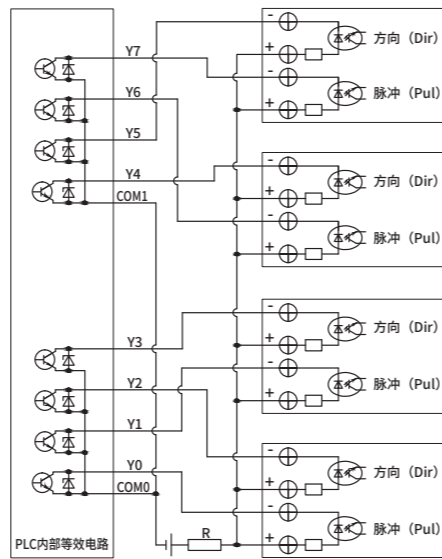 Y7
Y6
Y5
Y4
COM1
Y3
Y2
Y1
Y0
COM0
R
PLC内部等效电路
-
+ 方向（Dir）
-
+ 脉冲（Pul）
-
+ 方向（Dir）
-
+ 脉冲（Pul）
-
+ 方向（Dir）
-
+ 脉冲（Pul）
-
+ 方向（Dir）
-
+ 脉冲（Pul）